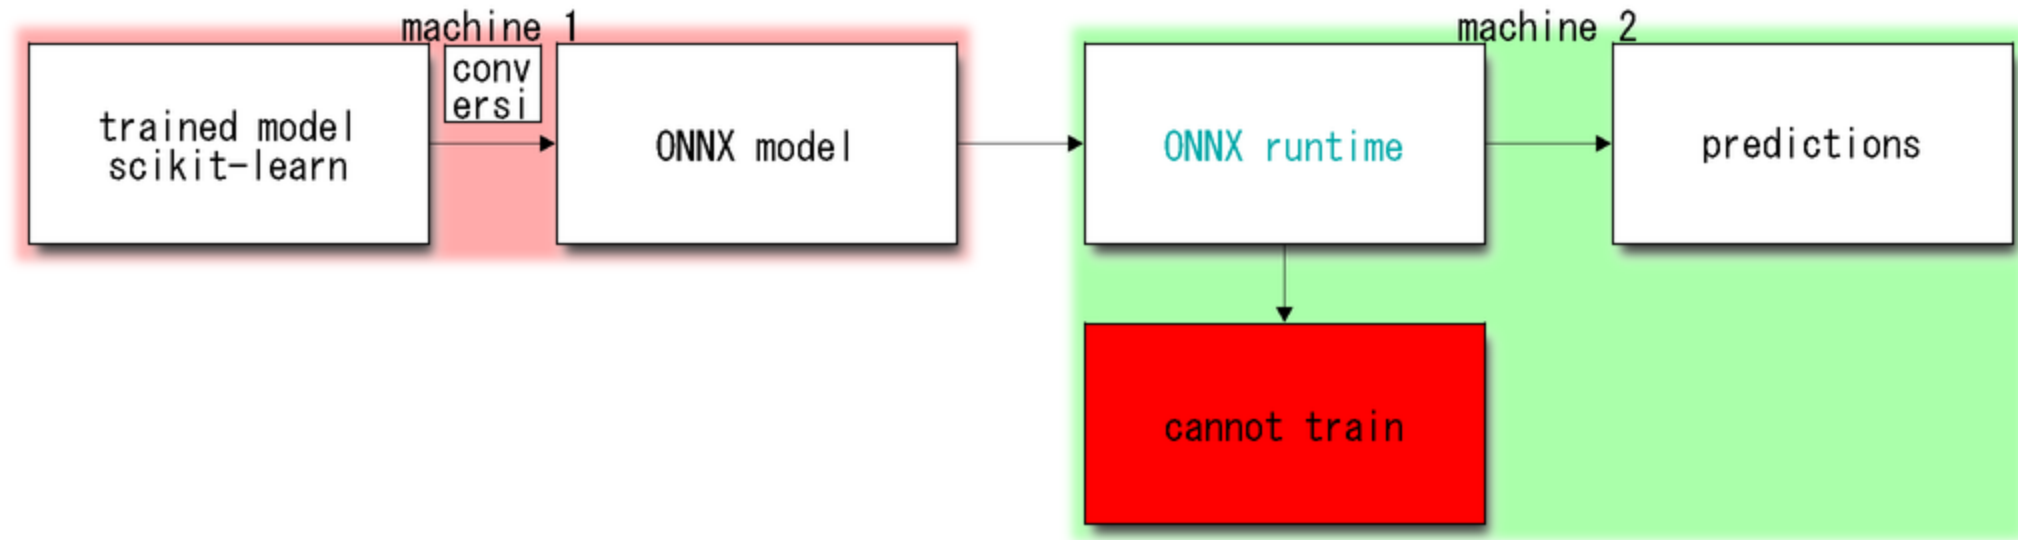 machine 1
trained model
scikit-learn
conv
ersi
ONNX model
machine 2
ONNX runtime
predictions
cannot train